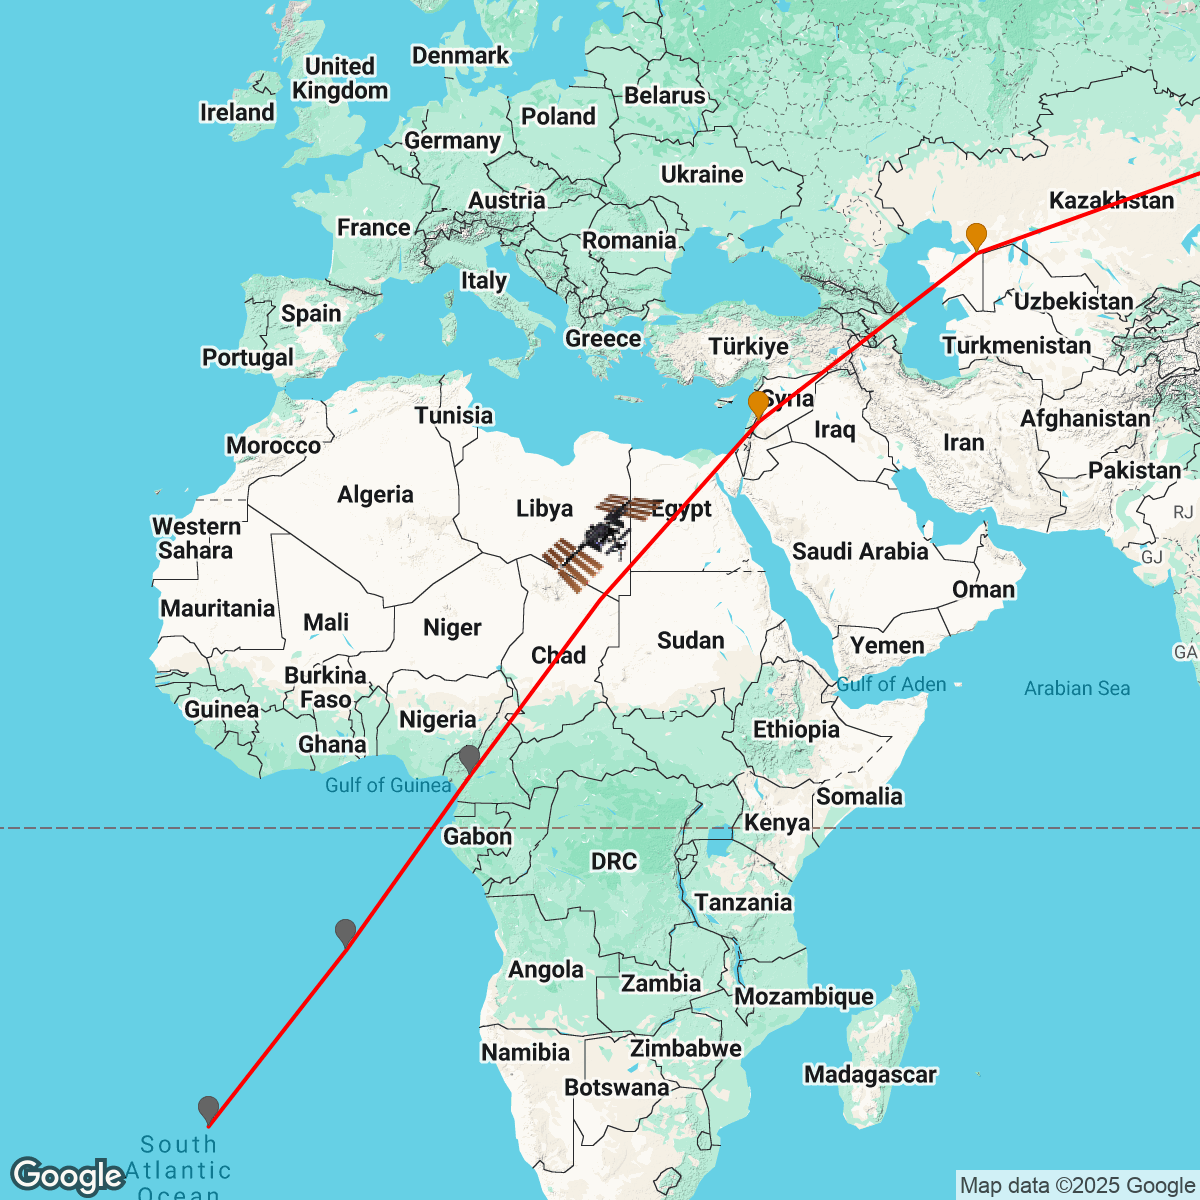 Denmark
United
Kingdom
Ireland
Belarus
Poland
Germany
Ukraine
Austria
Kazakhstan
France
Romania
Italy
Uzbekistan
Spain
Greece
Türkiye
Turkmenistan
Portugal
Syria
Tunisia
Afghanistan
Morocco
Iraq
Iran
Pakistan
Algeria
Libya
Egypt
RJ
Western
Sahara
Saudi Arabia
GJ
Oman
Mauritania
Mali
Niger
Sudan
Yemen
Chad
GA
Burkina
Faso
Gulf of Aden
Arabian Sea
Guinea
Nigeria
Ethiopia
Ghana
Gulf of Guinea
Somalia
Kenya
Gabon
DRC
Tanzania
Angola
Zambia
Mozambique
Namibia
Zimbabwe
Madagascar
Botswana
South
Atlantic
Ocean
Google
Map data ©2025 Google